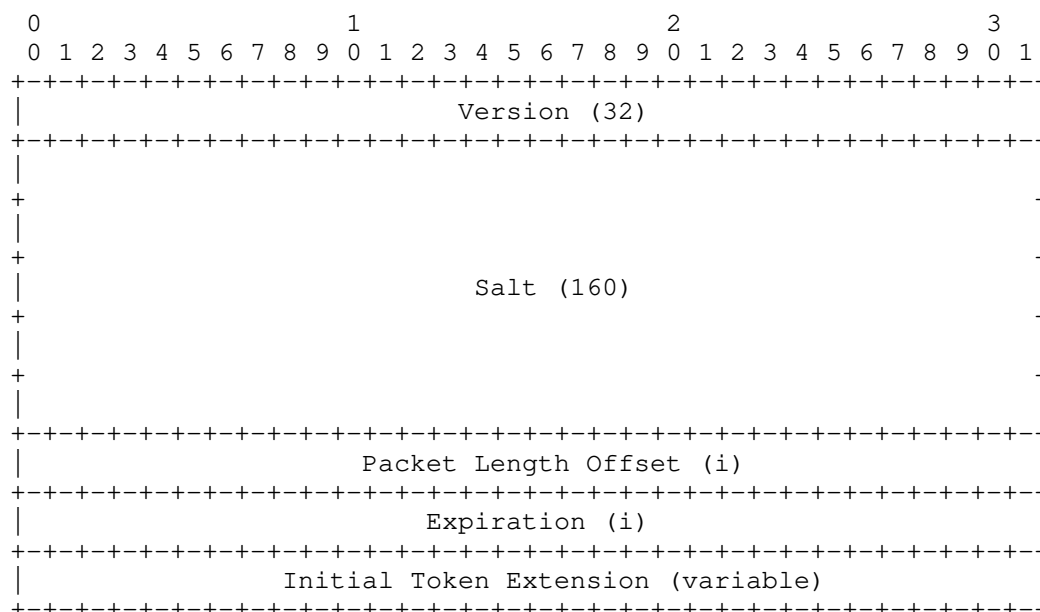 0                   1                   2                   3
0 1 2 3 4 5 6 7 8 9 0 1 2 3 4 5 6 7 8 9 0 1 2 3 4 5 6 7 8 9 0 1
+-+-+-+-+-+-+-+-+-+-+-+-+-+-+-+-+-+-+-+-+-+-+-+-+-+-+-+-+-+-+-+-
|                         Version (32)
+-+-+-+-+-+-+-+-+-+-+-+-+-+-+-+-+-+-+-+-+-+-+-+-+-+-+-+-+-+-+-+-
|
+                                                               -
|
+                                                               -
|                          Salt (160)
+                                                               -
|
+                                                               -
|
+-+-+-+-+-+-+-+-+-+-+-+-+-+-+-+-+-+-+-+-+-+-+-+-+-+-+-+-+-+-+-+-
|                   Packet Length Offset (i)
+-+-+-+-+-+-+-+-+-+-+-+-+-+-+-+-+-+-+-+-+-+-+-+-+-+-+-+-+-+-+-+-
|                       Expiration (i)
+-+-+-+-+-+-+-+-+-+-+-+-+-+-+-+-+-+-+-+-+-+-+-+-+-+-+-+-+-+-+-+-
|              Initial Token Extension (variable)
+-+-+-+-+-+-+-+-+-+-+-+-+-+-+-+-+-+-+-+-+-+-+-+-+-+-+-+-+-+-+-+-